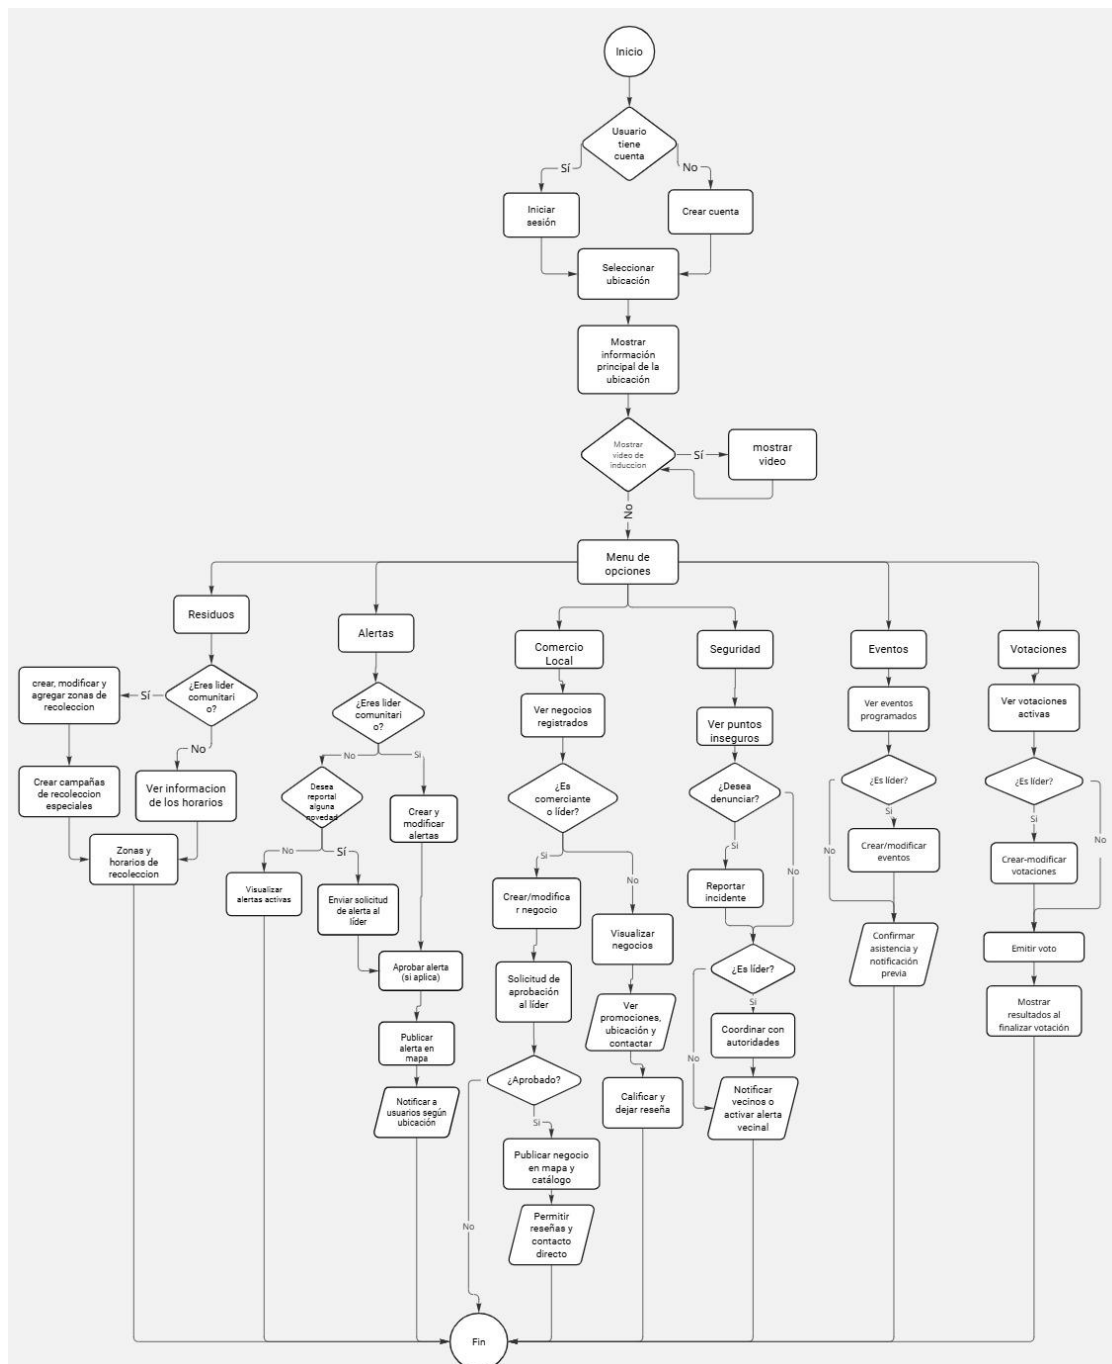 Inicio
Usuario
tiene
cuenta
Sí
No
Iniciar
sesión
Crear cuenta
Seleccionar
ubicación
Mostrar
información
principal de la
ubicación
Mostrar
video de
induccion
Sí
mostrar
video
No
Menu de
opciones
Residuos
Alertas
Comercio
Local
Seguridad
Eventos
Votaciones
crear, modificar y
agregar zonas de
recoleccion
Sí
¿Eres lider
comunitari
o?
No
Crear campañas
de recoleccion
especiales
Ver informacion
de los horarios
Zonas y
horarios de
recoleccion
¿Eres lider
comunitari
o?
No
Si
Desea
reportal
alguna
novedad
Crear y
modificar
alertas
No
Sí
Visualizar
alertas activas
Enviar solicitud
de alerta al
líder
Aprobar alerta
(si aplica)
Publicar
alerta en
mapa
Notificar a
usuarios según
ubicación
Ver negocios
registrados
¿Es
comerciante
o líder?
Si
No
Crear/modifica
r negocio
Visualizar
negocios
Solicitud de
aprobación
al líder
Ver
promociones,
ubicación y
contactar
¿Aprobado?
Calificar y
dejar reseña
Si
No
Publicar negocio
en mapa y
catálogo
Permitir
reseñas y
contacto
directo
Ver puntos
inseguros
¿Desea
denunciar?
Si
No
Reportar
incidente
¿Es líder?
Si
No
Coordinar con
autoridades
Notificar
vecinos o
activar alerta
vecinal
Ver eventos
programados
¿Es líder?
Si
No
Crear/modificar
eventos
Confirmar
asistencia y
notificación
previa
Ver votaciones
activas
¿Es líder?
Si
No
Crear-modificar
votaciones
Emitir voto
Mostrar
resultados al
finalizar votación
Fin